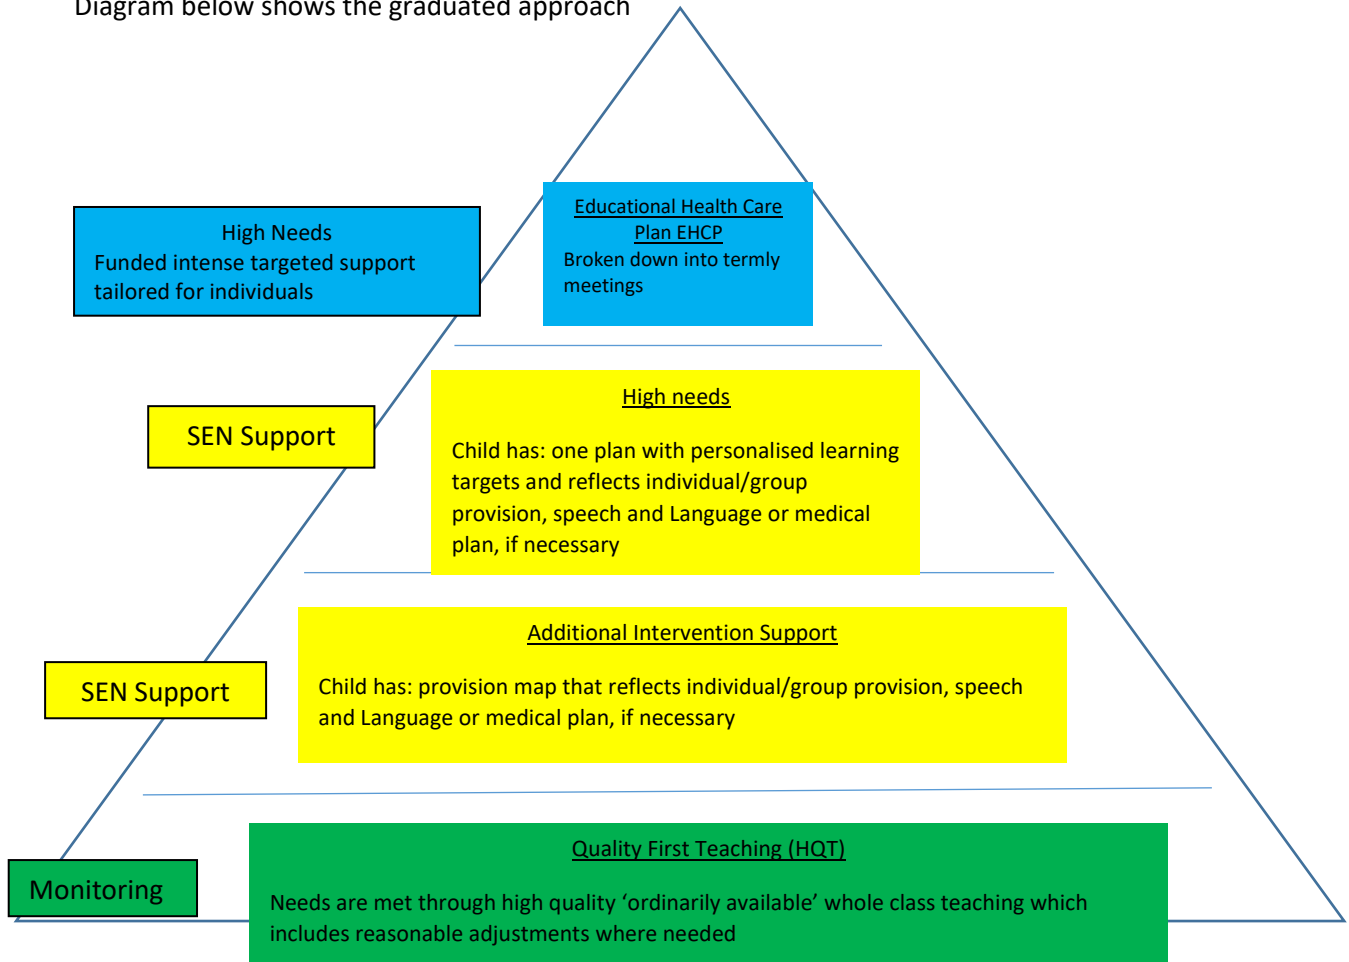 Diagram below shows the graduated approach
High Needs
Funded intense targeted support
tailored for individuals
Educational Health Care
Plan EHCP
Broken down into termly
meetings
SEN Support
High needs
Child has: one plan with personalised learning
targets and reflects individual/group
provision, speech and Language or medical
plan, if necessary
SEN Support
Additional Intervention Support
Child has: provision map that reflects individual/group provision, speech
and Language or medical plan, if necessary
Monitoring
Quality First Teaching (HQT)
Needs are met through high quality ‘ordinarily available’ whole class teaching which
includes reasonable adjustments where needed